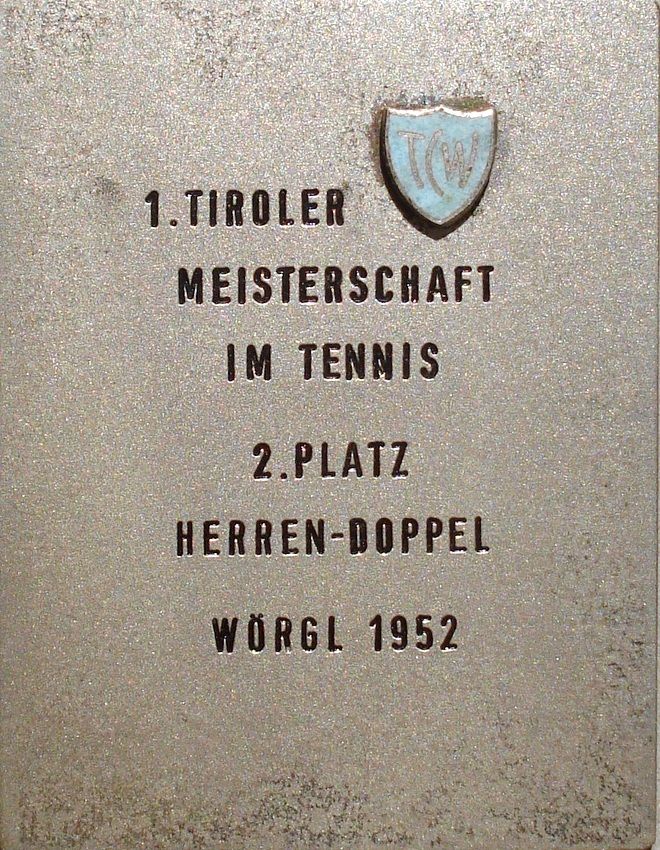 TCW
1.TIROLER
MEISTERSCHAFT
IM TENNIS
2.PLATZ
HERREN-DOPPEL
WÖRGL 1952